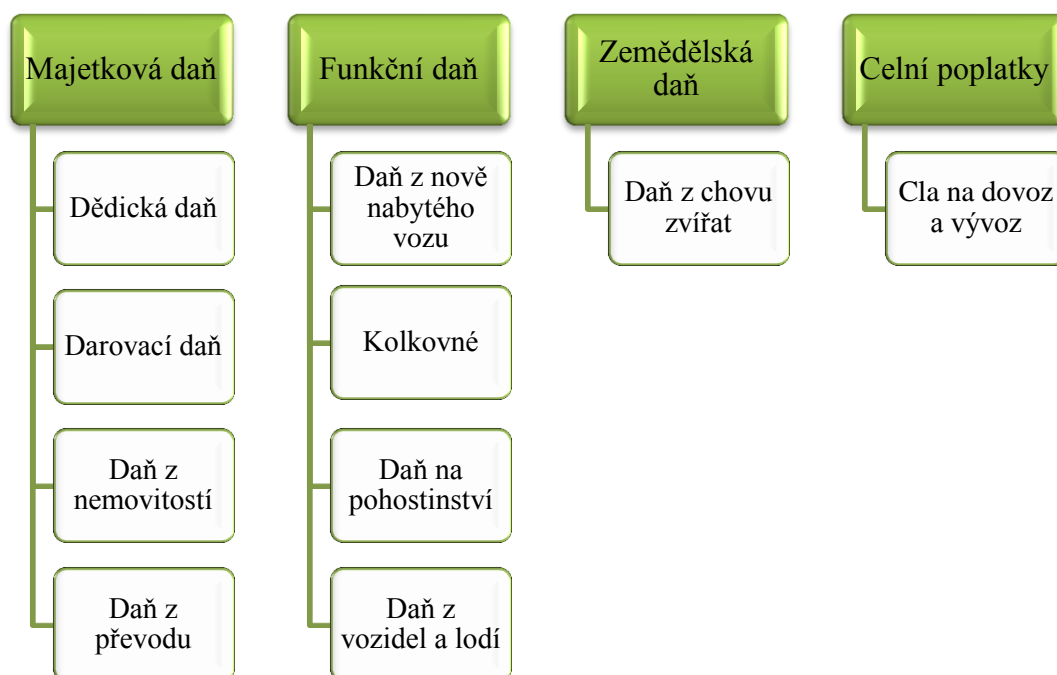 Majetková daň
Dědická daň
Darovací daň
Daň z
nemovitostí
Daň z
převodu
Funkční daň
Daň z nově
nabytého
vozu
Kolkovné
Daň na
pohostinství
Daň z
vozidel a lodí
Zemědělská
daň
Daň z chovu
zvířat
Celní poplatky
Cla na dovoz
a vývoz